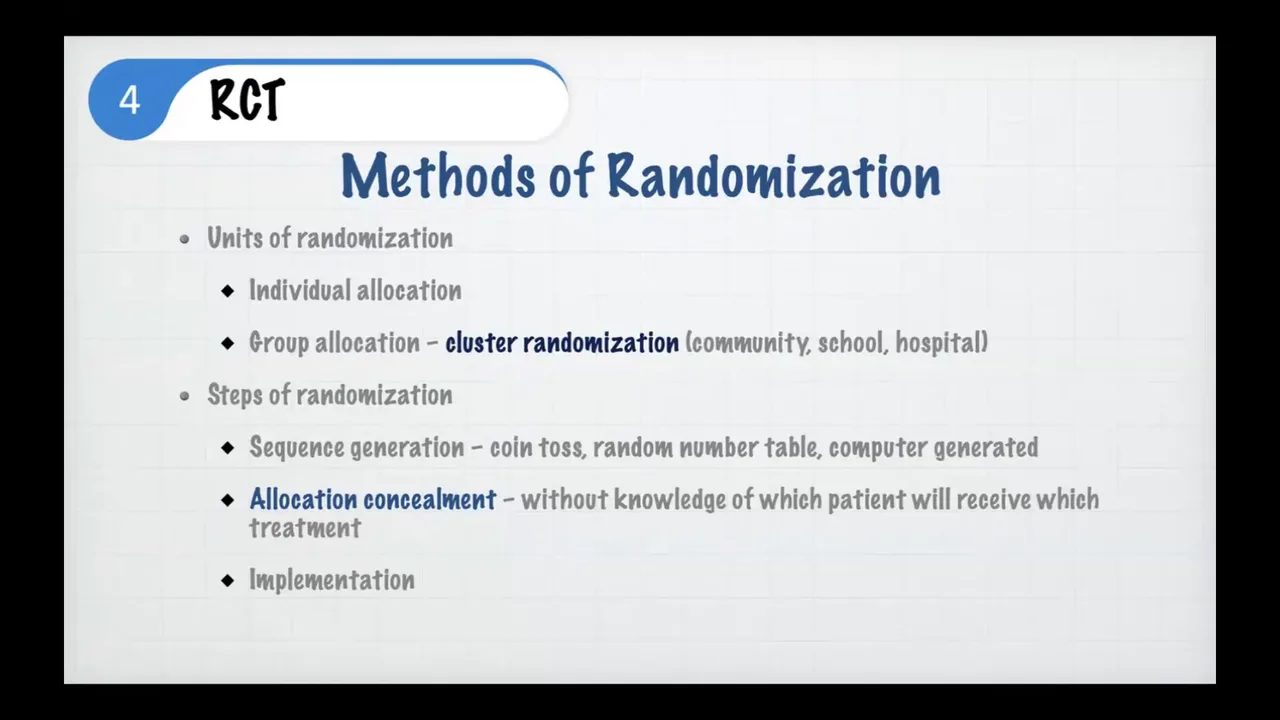 4 RCT
Methods of Randomization
• Units of randomization
◆ Individual allocation
◆ Group allocation – cluster randomization (community, school, hospital)
• Steps of randomization
◆ Sequence generation – coin toss, random number table, computer generated
◆ Allocation concealment – without knowledge of which patient will receive which
treatment
◆ Implementation